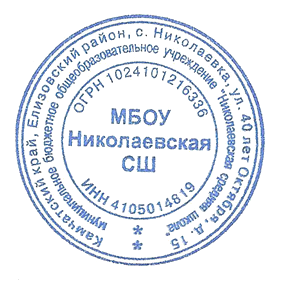 Камчатский край, Елизовский район, с. Николаевка, ул. 40 лет Октября, д. 15
Муниципальное бюджетное общеобразовательное учреждение "Николаевская средняя школа"
ОГРН 1024101216336
МБОУ
Николаевская
СШ
ИНН 4105014819
* *